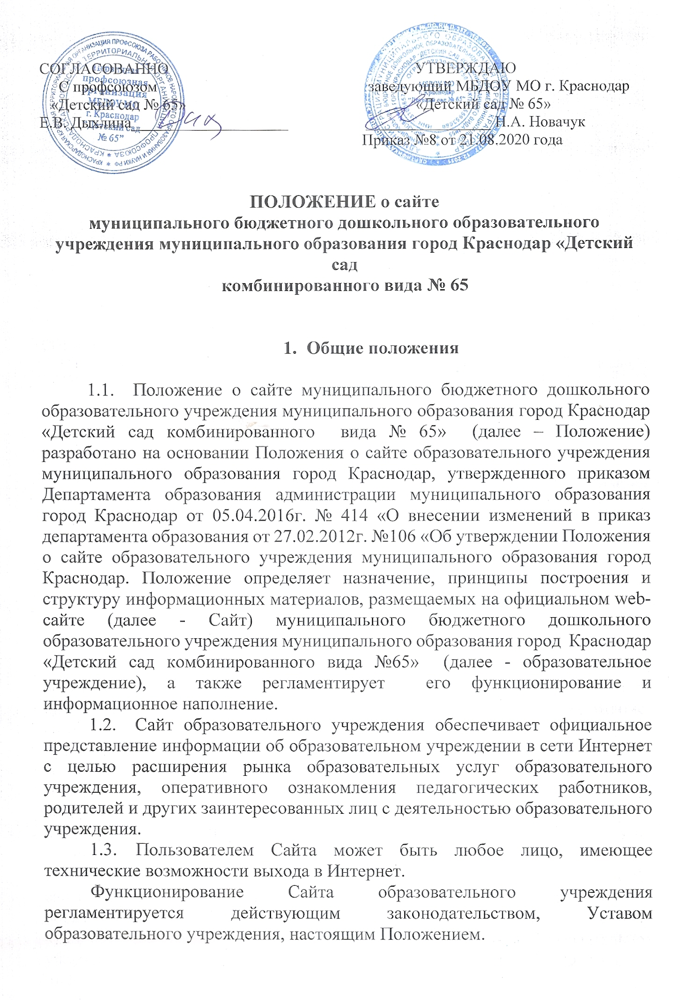 СОГЛАСОВАННО
С профсоюзом
«Детский сад № 65»
Е.В. Дыхлина
УТВЕРЖДАЮ
заведующий МБДОУ МО г. Краснодар
«Детский сад № 65»
Н.А. Новачук
Приказ №8 от 21.08.2020 года
Первичная
профсоюзная
организация
МБДОУ МО
г. Краснодар
"Детский сад
№ 65"
ПОЛОЖЕНИЕ о сайте
муниципального бюджетного дошкольного образовательного
учреждения муниципального образования город Краснодар «Детский
сад
комбинированного вида № 65
1. Общие положения
1.1. Положение о сайте муниципального бюджетного дошкольного
образовательного учреждения муниципального образования город Краснодар
«Детский сад комбинированного вида № 65» (далее – Положение)
разработано на основании Положения о сайте образовательного учреждения
муниципального образования город Краснодар, утвержденного приказом
Департамента образования администрации муниципального образования
город Краснодар от 05.04.2016г. № 414 «О внесении изменений в приказ
департамента образования от 27.02.2012г. №106 «Об утверждении Положения
о сайте образовательного учреждения муниципального образования город
Краснодар. Положение определяет назначение, принципы построения и
структуру информационных материалов, размещаемых на официальном web-
сайте (далее - Сайт) муниципального бюджетного дошкольного
образовательного учреждения муниципального образования город Краснодар
«Детский сад комбинированного вида №65» (далее - образовательное
учреждение), а также регламентирует его функционирование и
информационное наполнение.
1.2. Сайт образовательного учреждения обеспечивает официальное
представление информации об образовательном учреждении в сети Интернет
с целью расширения рынка образовательных услуг образовательного
учреждения, оперативного ознакомления педагогических работников,
родителей и других заинтересованных лиц с деятельностью образовательного
учреждения.
1.3. Пользователем Сайта может быть любое лицо, имеющее
технические возможности выхода в Интернет.
Функционирование Сайта образовательного учреждения
регламентируется действующим законодательством, Уставом
образовательного учреждения, настоящим Положением.